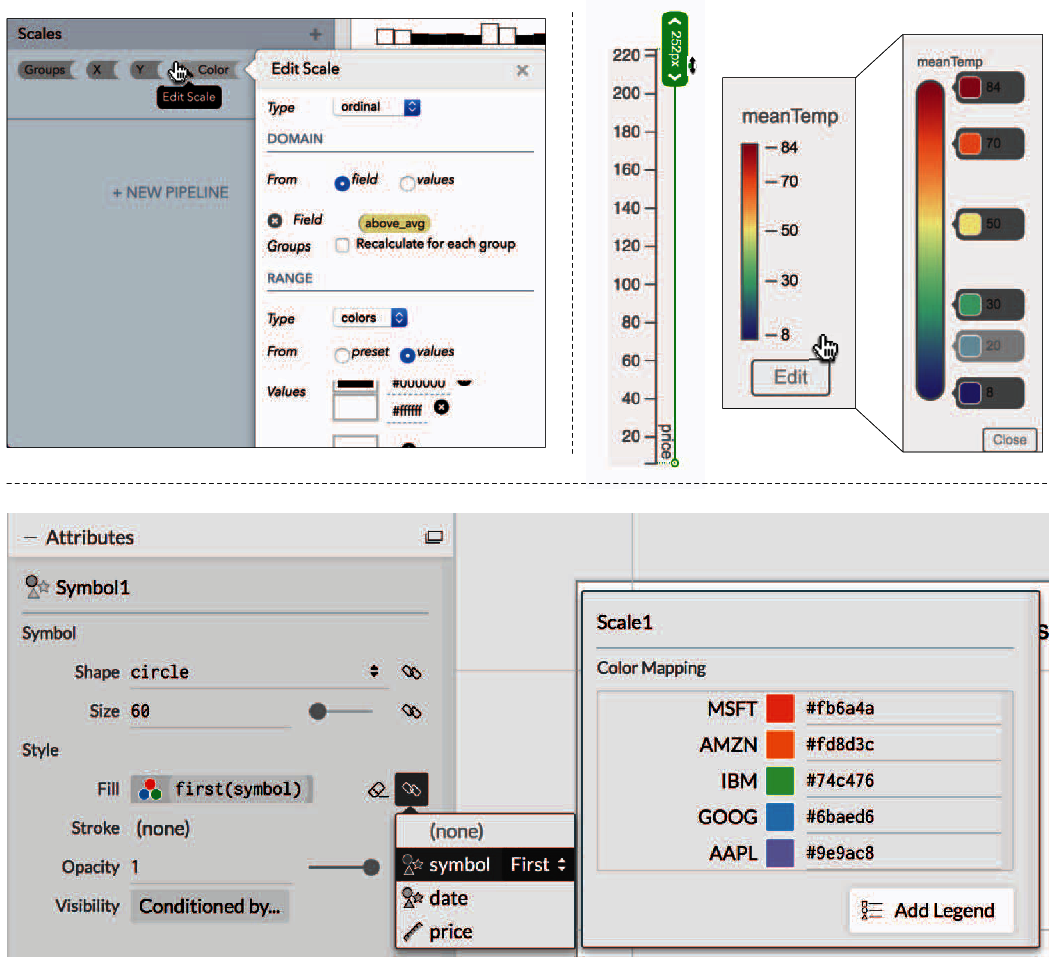 Scales +
Groups X Y Color
Edit Scale
Edit Scale
Type ordinal
DOMAIN
From field values
Field above_avg
Groups Recalculate for each group
RANGE
Type colors
From preset values
Values #000000
#ffffff
+ NEW PIPELINE
252px
220
200
180
160
140
120
100
80
60
40
20
price
meanTemp
84
70
50
30
8
Edit
meanTemp
84
70
50
30
20
8
Close
Attributes
Symbol1
Symbol
Shape circle
Size 60
Style
Fill first(symbol)
Stroke (none)
Opacity 1
Visibility Conditioned by...
(none)
symbol First
date
price
Scale1
Color Mapping
MSFT #fb6a4a
AMZN #fd8d3c
IBM #74c476
GOOG #6baed6
AAPL #9e9ac8
Add Legend
s